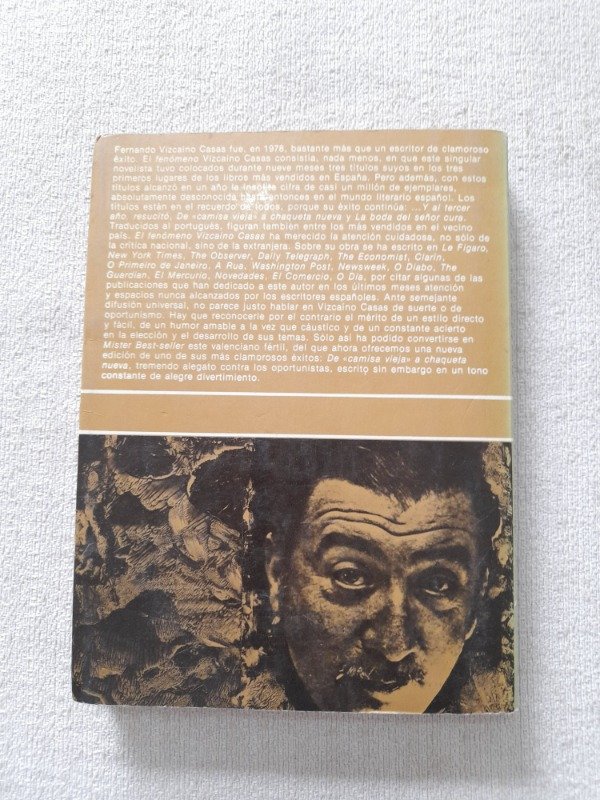 Fernando Vizcaíno Casas fue, en 1978, bastante más que un escritor de clamoroso
éxito. El fenómeno Vizcaíno Casas consistía, nada menos, en que este singular
novelista tuvo colocados durante nueve meses tres títulos suyos en los tres
primeros lugares de los libros más vendidos en España. Pero además, con estos
títulos alcanzó en un año la insólita cifra de casi un millón de ejemplares,
absolutamente desconocida hasta entonces en el mundo literario español. Los
títulos están en el recuerdo de todos, porque su éxito continúa: ...Y al tercer
año, resucitó, De «camisa vieja» a chaqueta nueva y La boda del señor cura.
Traducidos al portugués, figuran también entre los más vendidos en el vecino
país. El fenómeno Vizcaíno Casas ha merecido la atención cuidadosa, no sólo de
la crítica nacional, sino de la extranjera. Sobre su obra se ha escrito en Le Figaro,
New York Times, The Observer, Daily Telegraph, The Economist, Clarín,
O Primeiro de Janeiro, A Rua, Washington Post, Newsweek, O Diabo, The
Guardian, El Mercurio, Novedades, El Comercio, O Día, por citar algunas de las
publicaciones que han dedicado a este autor en los últimos meses atención
y espacios nunca alcanzados por los escritores españoles. Ante semejante
difusión universal, no parece justo hablar en Vizcaíno Casas de suerte o de
oportunismo. Hay que reconocerle por el contrario el mérito de un estilo directo
y fácil, de un humor amable a la vez que cáustico y de un constante acierto
en la elección y el desarrollo de sus temas. Sólo así ha podido convertirse en
Mister Best-seller este valenciano fértil, del que ahora ofrecemos una nueva
edición de uno de sus más clamorosos éxitos: De «camisa vieja» a chaqueta
nueva, tremendo alegato contra los oportunistas, escrito sin embargo en un tono
constante de alegre divertimiento.